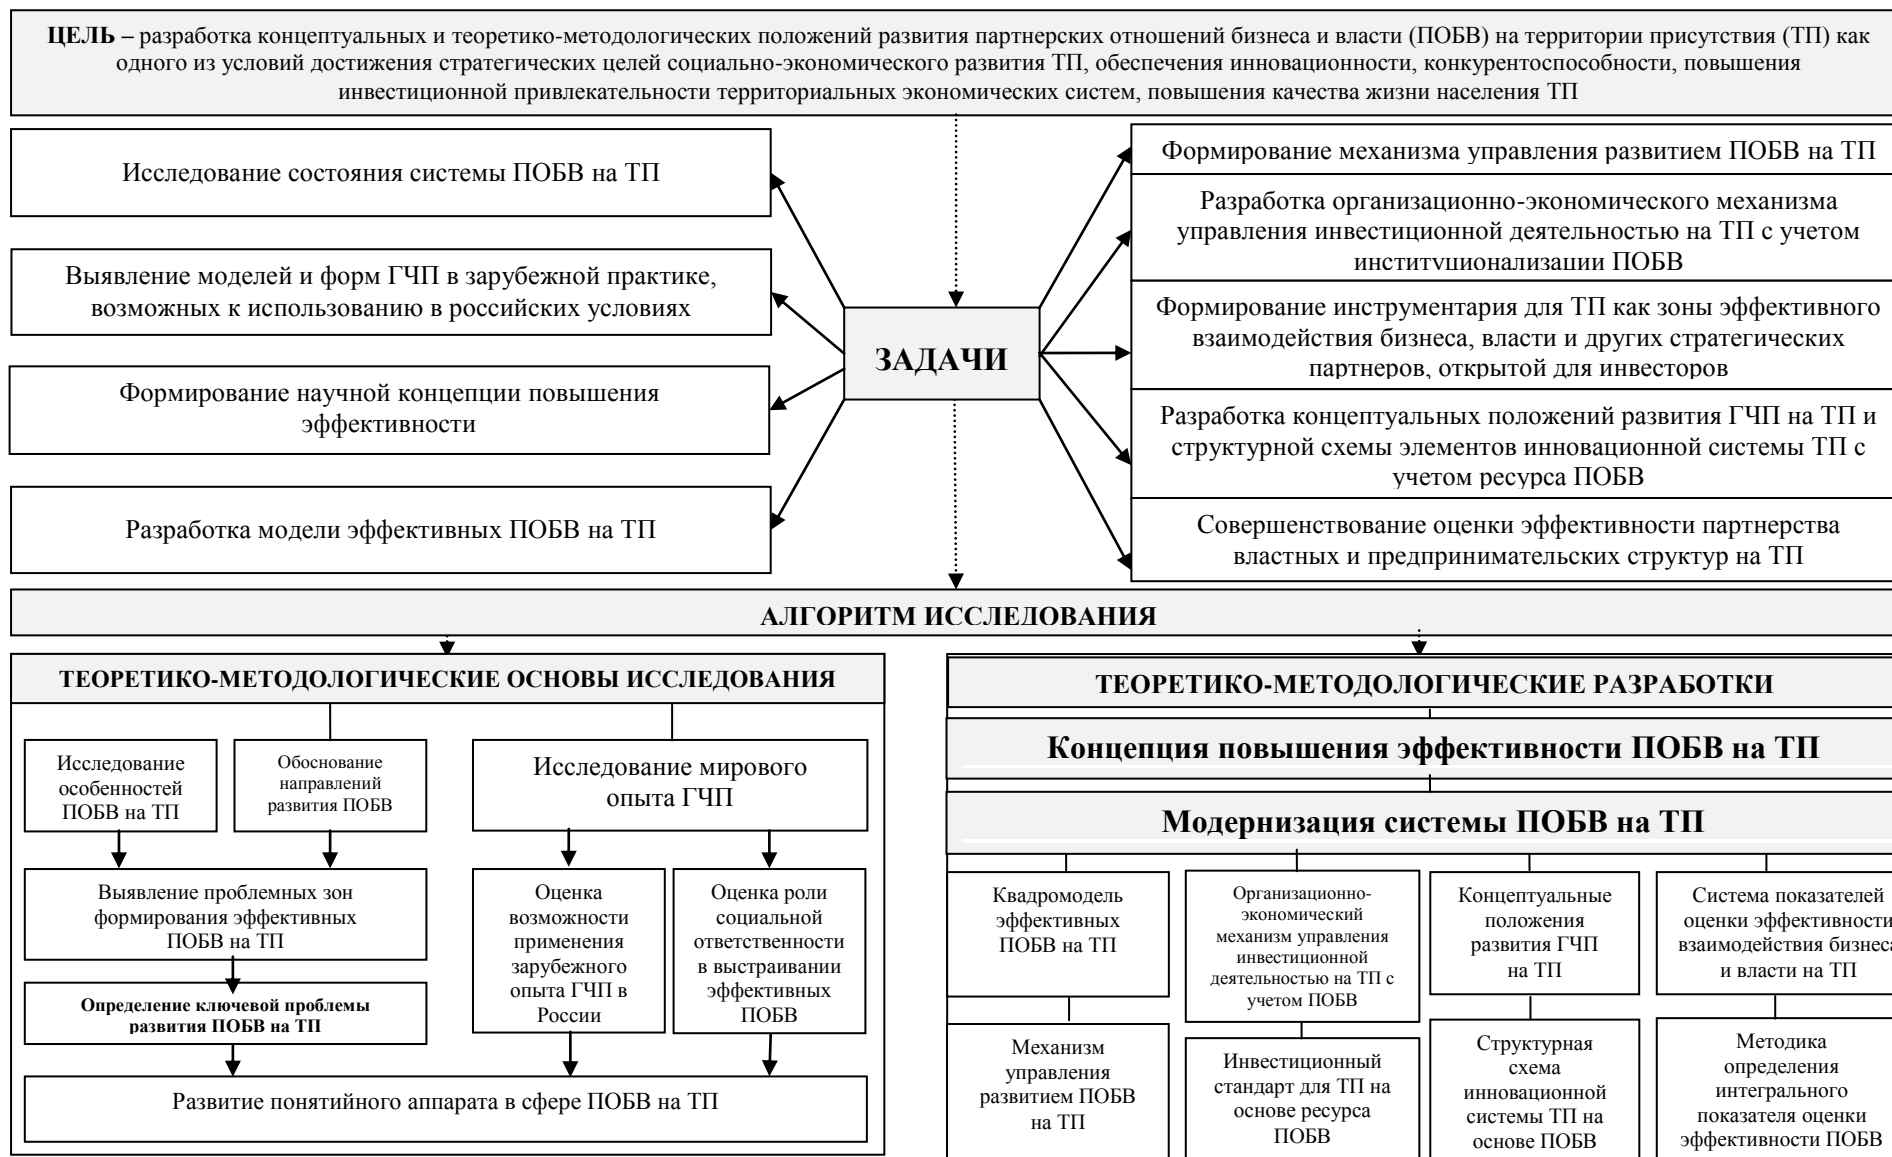 ЦЕЛЬ – разработка концептуальных и теоретико-методологических положений развития партнерских отношений бизнеса и власти (ПОБВ) на территории присутствия (ТП) как
одного из условий достижения стратегических целей социально-экономического развития ТП, обеспечения инновационности, конкурентоспособности, повышения
инвестиционной привлекательности территориальных экономических систем, повышения качества жизни населения ТП
Исследование состояния системы ПОБВ на ТП
Выявление моделей и форм ГЧП в зарубежной практике,
возможных к использованию в российских условиях
Формирование научной концепции повышения
эффективности
Разработка модели эффективных ПОБВ на ТП
ЗАДАЧИ
Формирование механизма управления развитием ПОБВ на ТП
Разработка организационно-экономического механизма
управления инвестиционной деятельностью на ТП с учетом
институционализации ПОБВ
Формирование инструментария для ТП как зоны эффективного
взаимодействия бизнеса, власти и других стратегических
партнеров, открытой для инвесторов
Разработка концептуальных положений развития ГЧП на ТП и
структурной схемы элементов инновационной системы ТП с
учетом ресурса ПОБВ
Совершенствование оценки эффективности партнерства
властных и предпринимательских структур на ТП
АЛГОРИТМ ИССЛЕДОВАНИЯ
ТЕОРЕТИКО-МЕТОДОЛОГИЧЕСКИЕ ОСНОВЫ ИССЛЕДОВАНИЯ
Исследование
особенностей
ПОБВ на ТП
Обоснование
направлений
развития ПОБВ
Исследование мирового
опыта ГЧП
Выявление проблемных зон
формирования эффективных
ПОБВ на ТП
Определение ключевой проблемы
развития ПОБВ на ТП
Оценка
возможности
применения
зарубежного
опыта ГЧП в
России
Оценка роли
социальной
ответственности
в выстраивании
эффективных
ПОБВ
Развитие понятийного аппарата в сфере ПОБВ на ТП
ТЕОРЕТИКО-МЕТОДОЛОГИЧЕСКИЕ РАЗРАБОТКИ
Концепция повышения эффективности ПОБВ на ТП
Модернизация системы ПОБВ на ТП
Квадромодель
эффективных
ПОБВ на ТП
Организационно-
экономический
механизм управления
инвестиционной
деятельностью на ТП с
учетом ПОБВ
Концептуальные
положения
развития ГЧП
на ТП
Система показателей
оценки эффективности
взаимодействия бизнеса
и власти на ТП
Механизм
управления
развитием ПОБВ
на ТП
Инвестиционный
стандарт для ТП на
основе ресурса
ПОБВ
Структурная
схема
инновационной
системы ТП на
основе ПОБВ
Методика
определения
интегрального
показателя оценки
эффективности ПОБВ